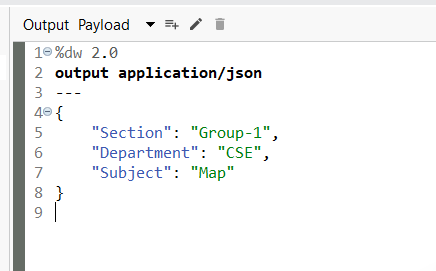 Output Payload
1 %dw 2.0
2 output application/json
3 ---
4 {
5     "Section": "Group-1",
6     "Department": "CSE",
7     "Subject": "Map"
8 }
9